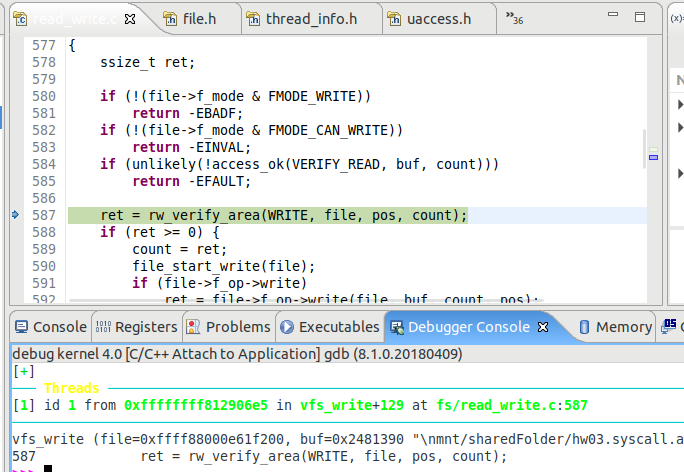 read_write.c file.h thread_info.h uaccess.h »36 (x)=
577 {
578 ssize_t ret;
579
580 if (!(file->f_mode & FMODE_WRITE))
581 return -EBADF;
582 if (!(file->f_mode & FMODE_CAN_WRITE))
583 return -EINVAL;
584 if (unlikely(!access_ok(VERIFY_READ, buf, count)))
585 return -EFAULT;
586
587 ret = rw_verify_area(WRITE, file, pos, count);
588 if (ret >= 0) {
589 count = ret;
590 file_start_write(file);
591 if (file->f_op->write)
592 ret = file->f_op->write(file, buf, count, pos);
Console Registers Problems Executables Debugger Console Memory
debug kernel 4.0 [C/C++ Attach to Application] gdb (8.1.0.20180409)
[+]
Threads
[1] id 1 from 0xffffffff812906e5 in vfs_write+129 at fs/read_write.c:587
vfs_write (file=0xffff88000e61f200, buf=0x2481390 "\nmnt/sharedFolder/hw03.syscall.a
587 ret = rw_verify_area(WRITE, file, pos, count);
>>>